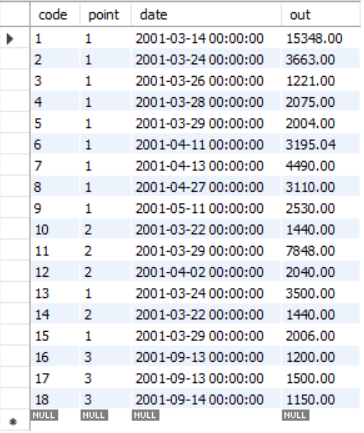 code point date out
1 1 2001-03-14 00:00:00 15348.00
2 1 2001-03-24 00:00:00 3663.00
3 1 2001-03-26 00:00:00 1221.00
4 1 2001-03-28 00:00:00 2075.00
5 1 2001-03-29 00:00:00 2004.00
6 1 2001-04-11 00:00:00 3195.04
7 1 2001-04-13 00:00:00 4490.00
8 1 2001-04-27 00:00:00 3110.00
9 1 2001-05-11 00:00:00 2530.00
10 2 2001-03-22 00:00:00 1440.00
11 2 2001-03-29 00:00:00 7848.00
12 2 2001-04-02 00:00:00 2040.00
13 1 2001-03-24 00:00:00 3500.00
14 2 2001-03-22 00:00:00 1440.00
15 1 2001-03-29 00:00:00 2006.00
16 3 2001-09-13 00:00:00 1200.00
17 3 2001-09-13 00:00:00 1500.00
18 3 2001-09-14 00:00:00 1150.00
NULL NULL NULL NULL